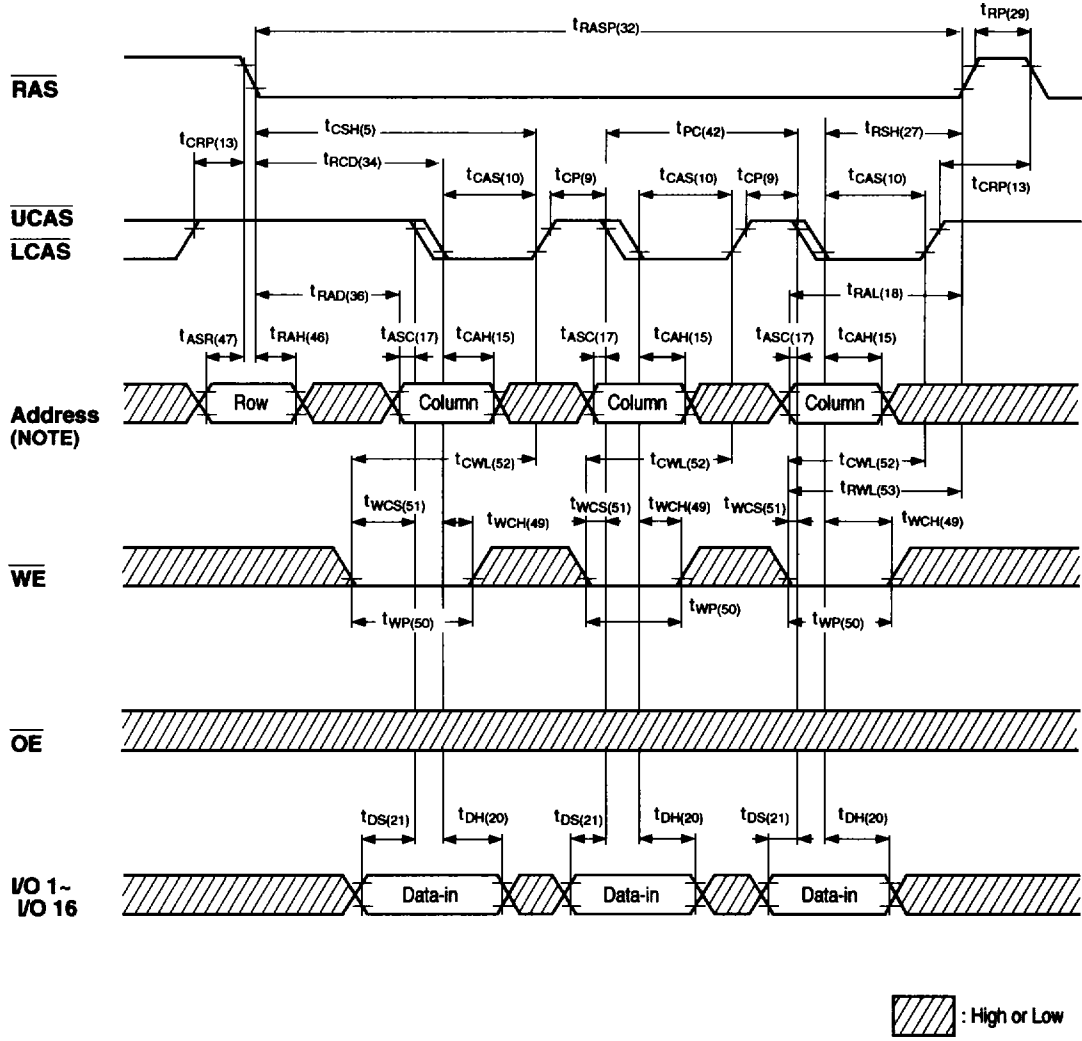 tRP(29)
tRASP(32)
RAS
tCSH(5)
tPC(42)
tRSH(27)
tCRP(13)
tRCD(34)
tCAS(10)
tCP(9)
tCAS(10)
tCP(9)
tCAS(10)
tCRP(13)
UCAS
LCAS
tRAD(36)
tRAL(18)
tASR(47)
tRAH(46)
tASC(17)
tCAH(15)
tASC(17)
tCAH(15)
tASC(17)
tCAH(15)
Address
(NOTE)
Row
Column
Column
Column
tCWL(52)
tCWL(52)
tCWL(52)
tRWL(53)
tWCS(51)
tWCH(49)
tWCS(51)
tWCH(49)
tWCS(51)
tWCH(49)
WE
tWP(50)
tWP(50)
tWP(50)
OE
tDS(21)
tDH(20)
tDS(21)
tDH(20)
tDS(21)
tDH(20)
I/O 1~
I/O 16
Data-in
Data-in
Data-in
: High or Low